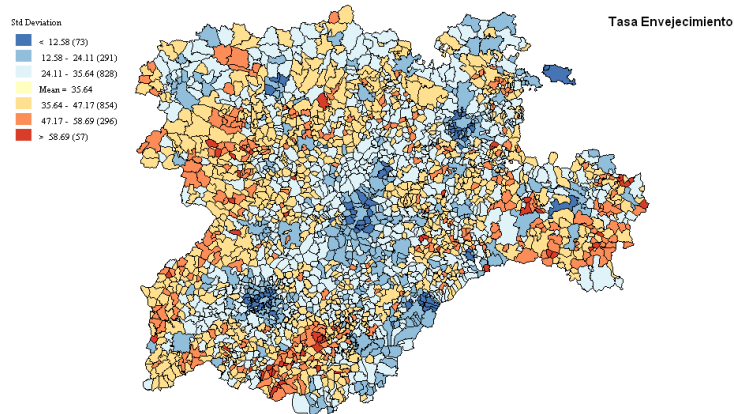 Std Deviation
< 12.58 (73)
12.58 - 24.11 (291)
24.11 - 35.64 (828)
Mean = 35.64
35.64 - 47.17 (854)
47.17 - 58.69 (296)
> 58.69 (57)
Tasa Envejecimiento